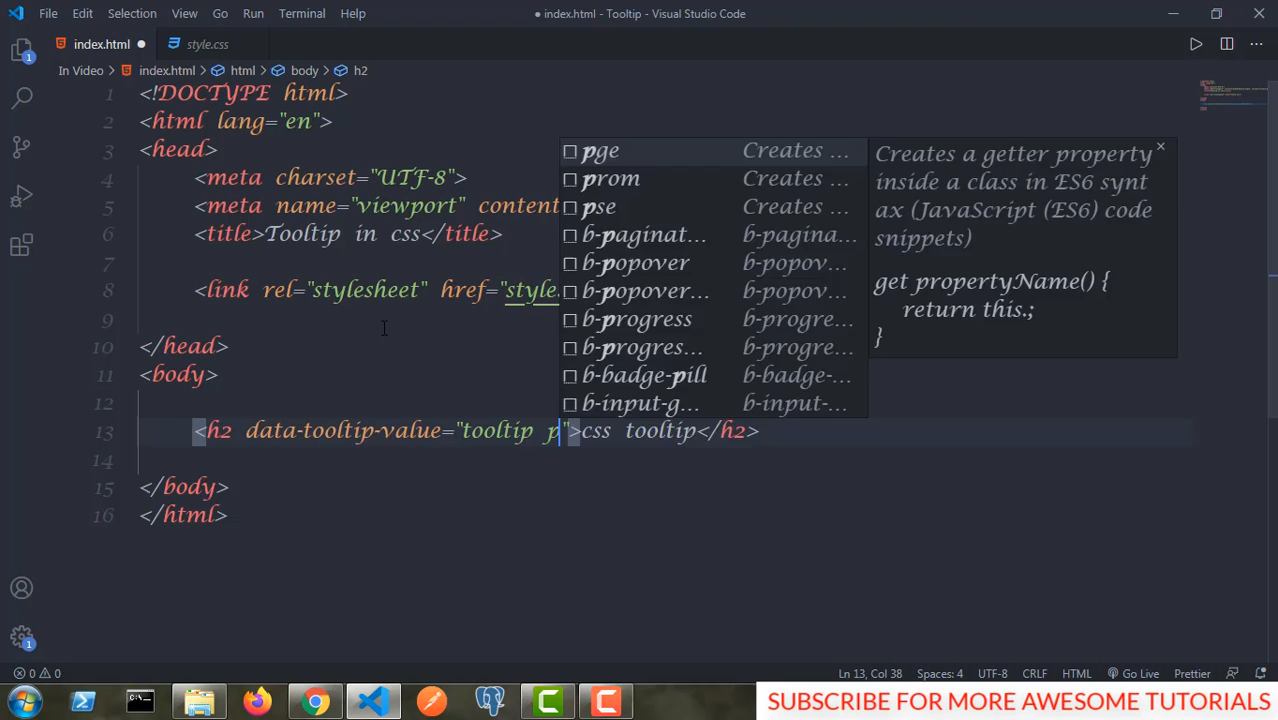 File Edit Selection View Go Run Terminal Help
● index.html - Tooltip - Visual Studio Code
index.html ● style.css
In Video > index.html > html > body > h2
1 <!DOCTYPE html>
2 <html lang="en">
3 <head>
4 <meta charset="UTF-8">
5 <meta name="viewport" content
6 <title>Tooltip in css</title>
7
8 <link rel="stylesheet" href="style.
9
10 </head>
11 <body>
12
13 <h2 data-tooltip-value="tooltip p">css tooltip</h2>
14
15 </body>
16 </html>
pge Creates ...
prom Creates ...
pse Creates ...
b-paginat... b-pagina...
b-popover b-popov...
b-popover... b-popov...
b-progress b-progre...
b-progres... b-progre...
b-badge-pill b-badge-...
b-input-g... b-input-...
Creates a getter property
inside a class in ES6 synt
ax (JavaScript (ES6) code
snippets)
get propertyName() {
return this.;
}
1
1
0 0
Ln 13, Col 38 Spaces: 4 UTF-8 CRLF HTML Go Live Prettier
SUBSCRIBE FOR MORE AWESOME TUTORIALS